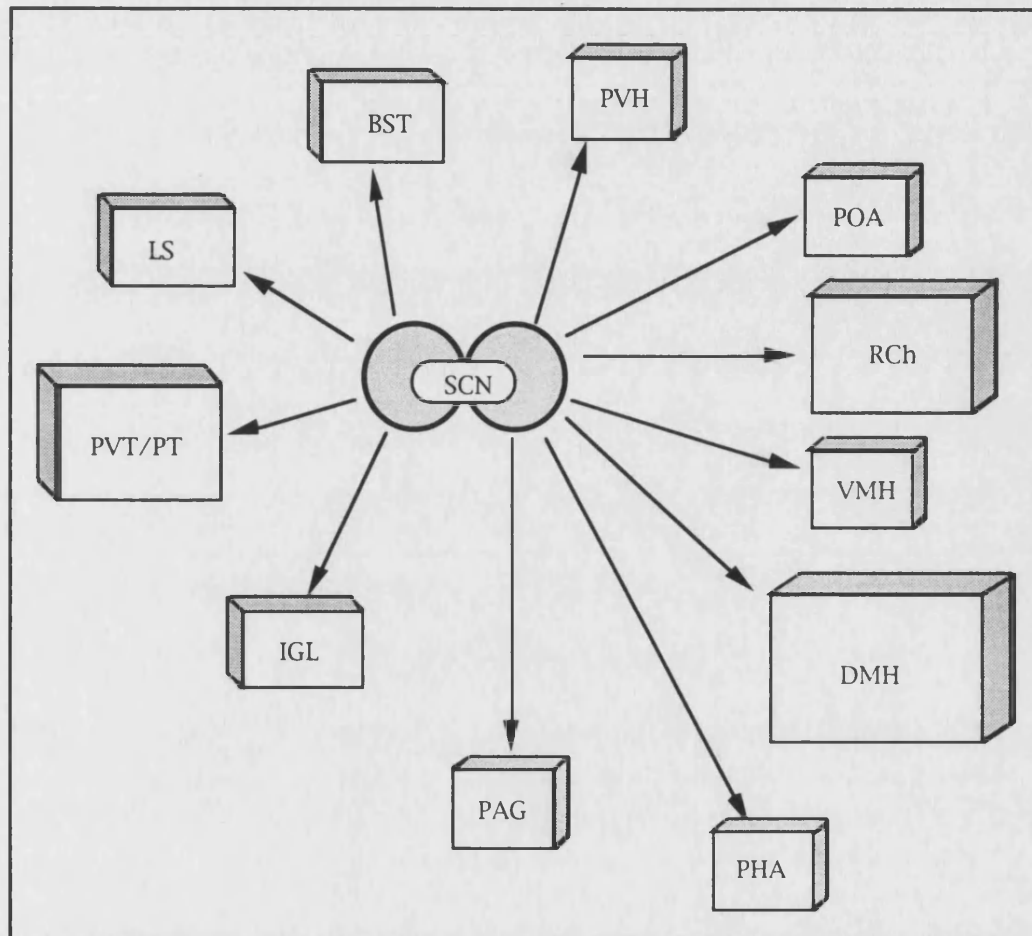 PVH
BST
POA
LS
RCh
SCN
PVT/PT
VMH
IGL
DMH
PAG
PHA